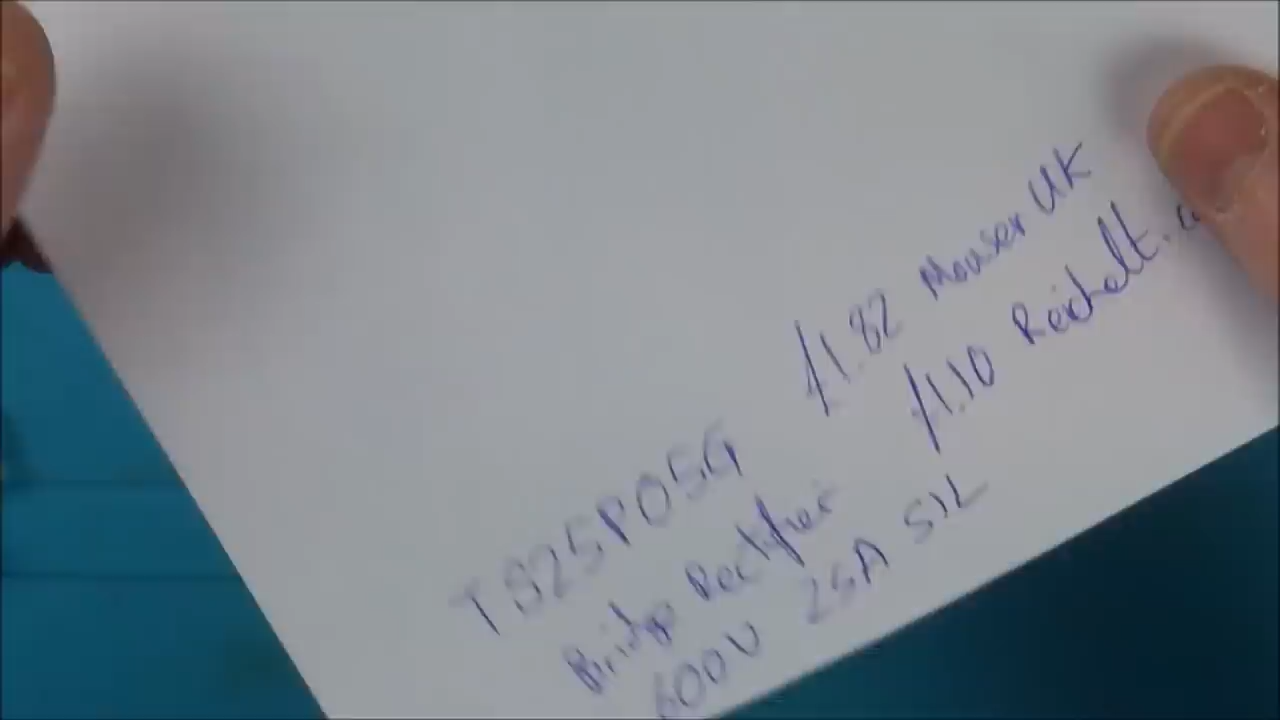 TS25P05G £1.82 Mouser UK
Bridge Rectifier £1.10 Reichelt.
600V 25A SIL